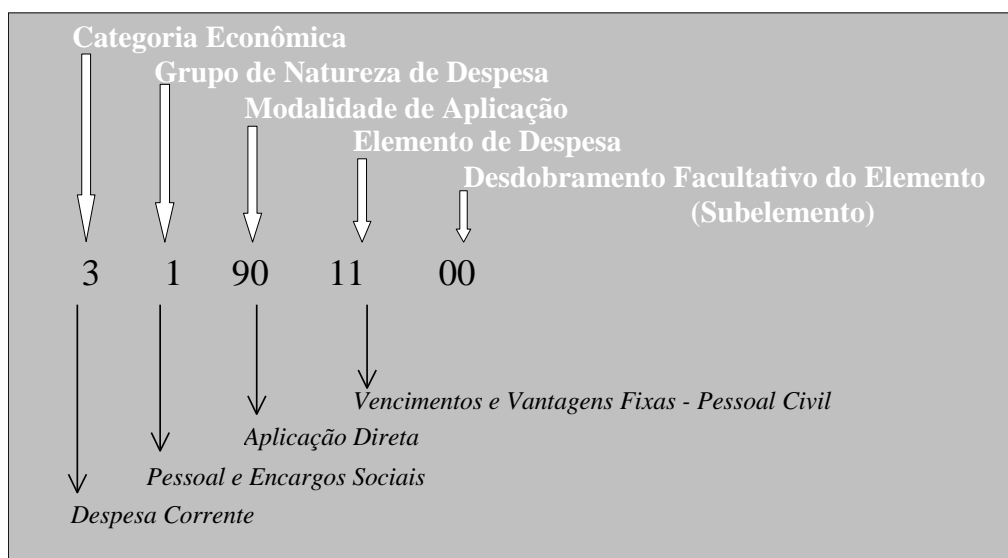 Categoria Econômica
Grupo de Natureza de Despesa
Modalidade de Aplicação
Elemento de Despesa
Desdobramento Facultativo do Elemento
(Subelemento)
3 1 90 11 00
Vencimentos e Vantagens Fixas - Pessoal Civil
Aplicação Direta
Pessoal e Encargos Sociais
Despesa Corrente